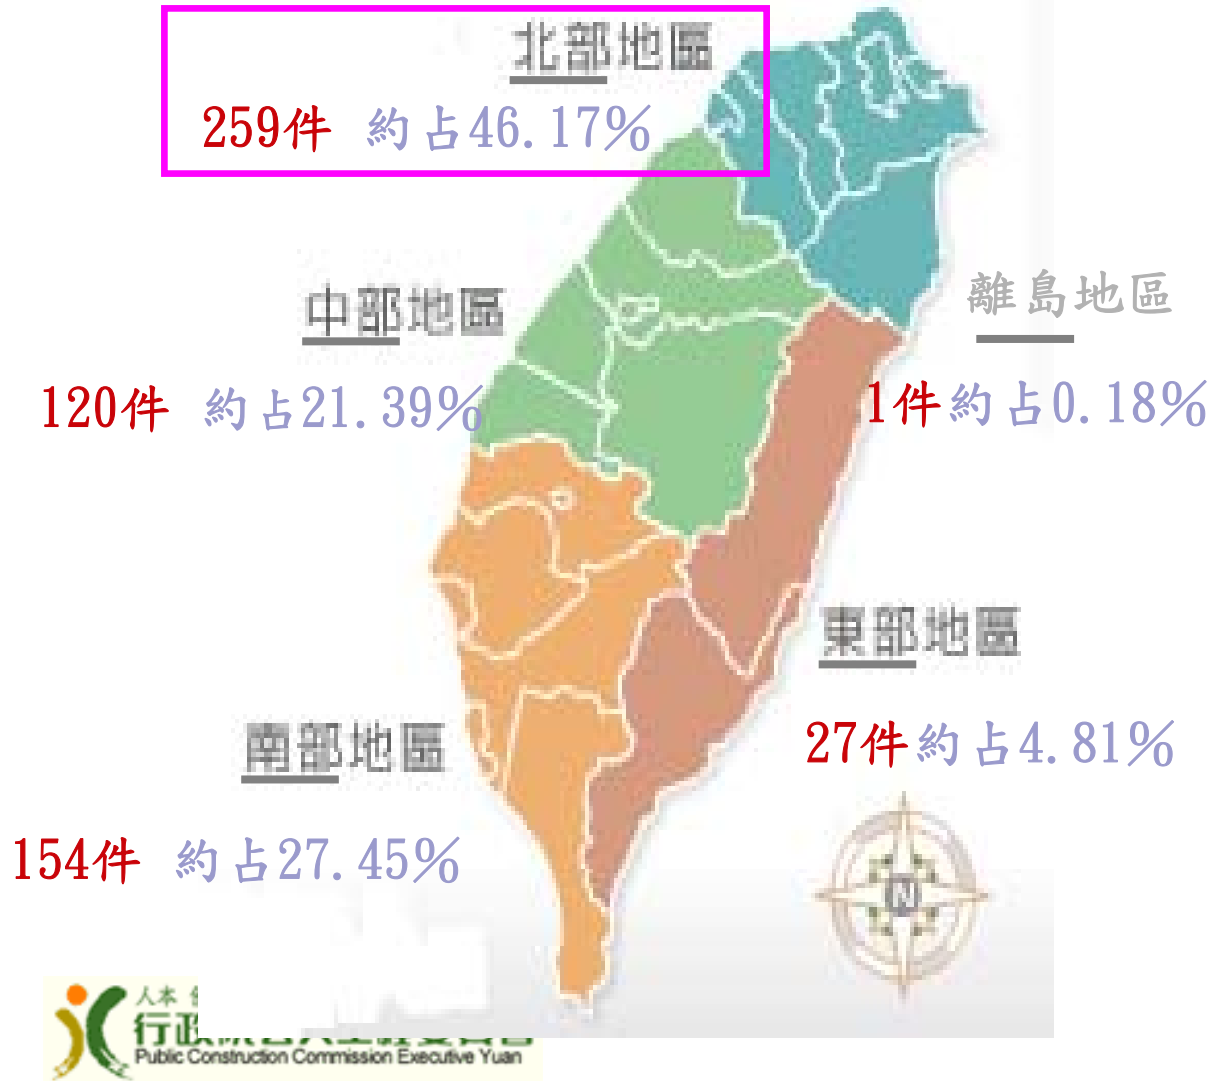 北部地區
259件 約占46.17%
中部地區
離島地區
120件 約占21.39%
1件約占0.18%
東部地區
南部地區
27件約占4.81%
154件 約占27.45%
N
人本
行政
Public Construction Commission Executive Yuan